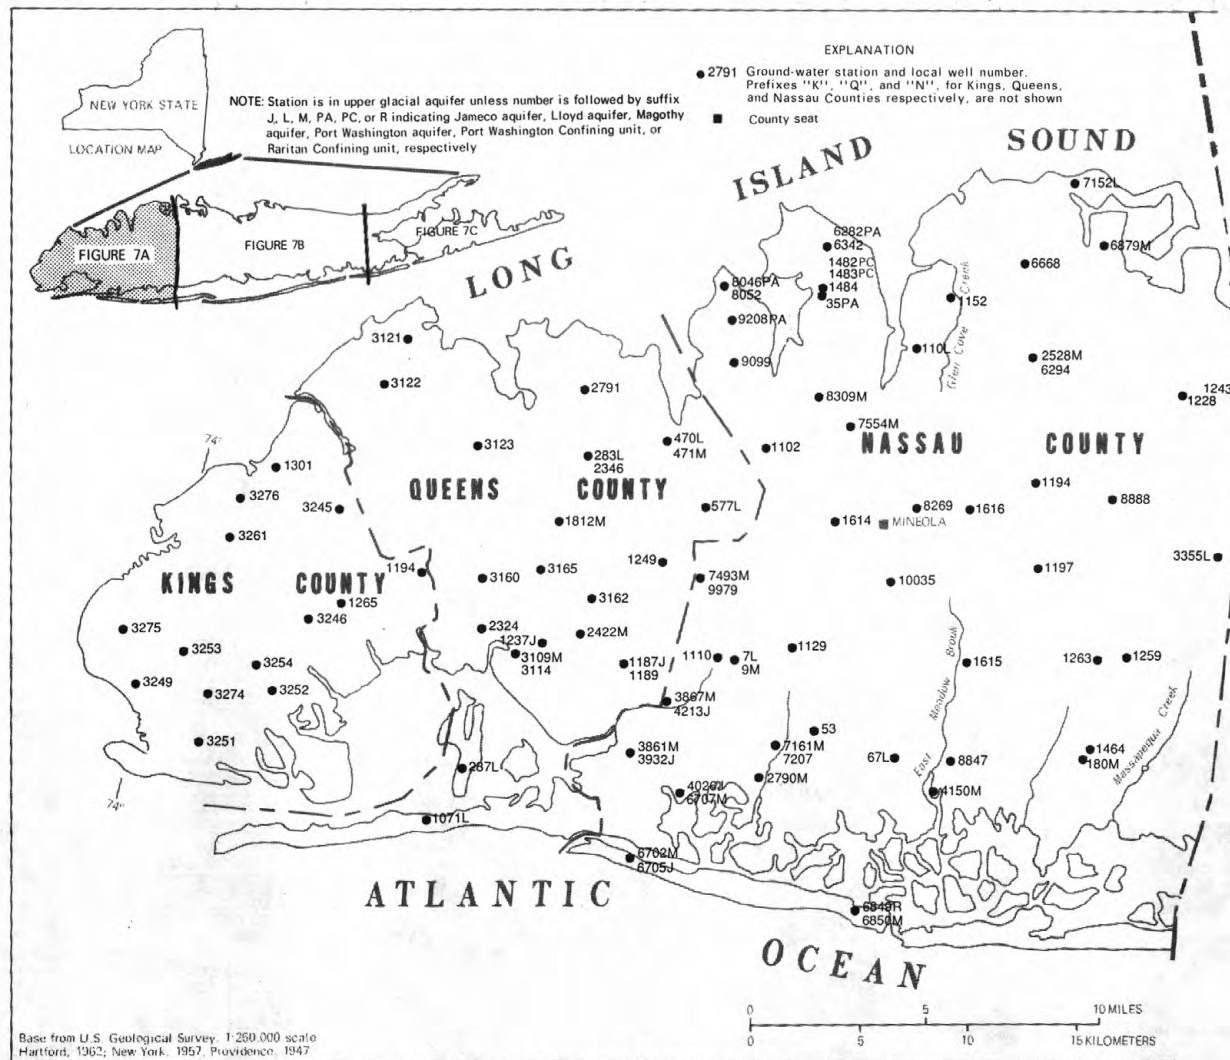 EXPLANATION
2791 Ground-water station and local well number.
Prefixes "K", "Q", and "N", for Kings, Queens,
and Nassau Counties respectively, are not shown
County seat
NEW YORK STATE
LOCATION MAP
NOTE: Station is in upper glacial aquifer unless number is followed by suffix
J, L, M, PA, PC, or R indicating Jameco aquifer, Lloyd aquifer, Magothy
aquifer, Port Washington aquifer, Port Washington Confining unit, or
Raritan Confining unit, respectively
FIGURE 7A
FIGURE 7B
FIGURE 7C
LONG
ISLAND
SOUND
7152L
6282PA
6342
1482PC
1483PC
1484
35PA
6879M
6668
8046PA
8052
1152
9208PA
Glen Cove Creek
3121
110L
2528M
6294
9099
3122
2791
8309M
1243
1228
7554M
74°
3123
470L
471M
1102
NASSAU COUNTY
283L
2346
1301
QUEENS COUNTY
1194
3276
8888
3245
577L
8269
1616
1812M
1614
MINEOLA
3261
3355L
KINGS COUNTY
1194
3165
1249
1197
3160
7493M
9979
10035
1265
3162
3246
3275
2324
2422M
1237J
3253
3109M
3114
1129
3254
1187J
1189
1110
7L
9M
1615
1263
1259
3249
3274
3252
3867M
4213J
East Meadow Brook
Massapequa Creek
53
3251
3861M
3932J
7161M
7207
67L
8847
1464
180M
287L
2790M
4026J
6707M
4150M
74°
1071L
6702M
6705J
ATLANTIC
6849R
6850M
OCEAN
0 5 10 MILES
0 5 10 15 KILOMETERS
Base from U.S. Geological Survey, 1:250,000 scale
Hartford, 1962; New York, 1957, Providence, 1947